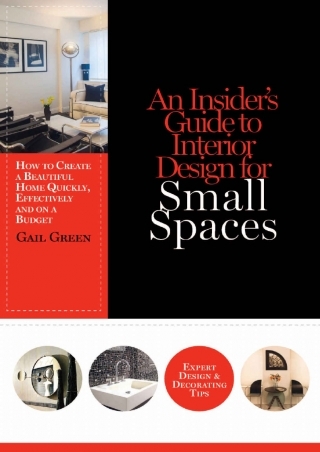 An Insider's
Guide to
Interior
Design for
Small
Spaces
How to Create
a Beautiful
Home Quickly,
Effectively
and on a
Budget
Gail Green
Expert
Design &
Decorating
Tips